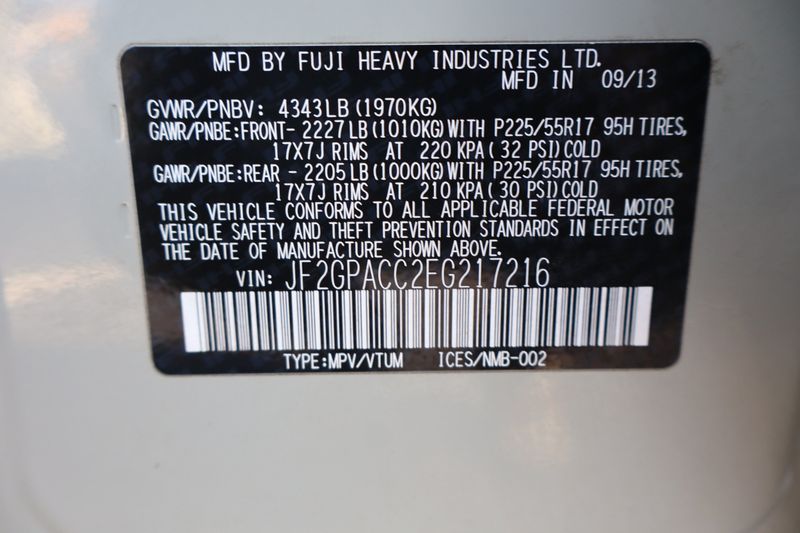 MFD BY FUJI HEAVY INDUSTRIES LTD.
MFD IN 09/13
GVWR/PNBV: 4343LB(1970KG)
GAWR/PNBE:FRONT- 2227LB(1010KG)WITH P225/55R17 95H TIRES,
17X7J RIMS AT 220 KPA( 32 PSI)COLD
GAWR/PNBE:REAR - 2205LB(1000KG)WITH P225/55R17 95H TIRES,
17X7J RIMS AT 210 KPA( 30 PSI)COLD
THIS VEHICLE CONFORMS TO ALL APPLICABLE FEDERAL MOTOR
VEHICLE SAFETY AND THEFT PREVENTION STANDARDS IN EFFECT ON
THE DATE OF MANUFACTURE SHOWN ABOVE.
VIN: JF2GPACC2EG217216
TYPE:MPV/VTUM ICES/NMB-002